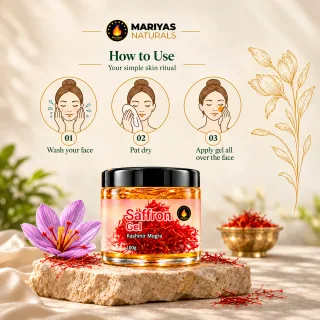 MARIYAS
NATURALS
How to Use
Your simple skin ritual
01
Wash your face
02
Pat dry
03
Apply gel all
over the face
Saffron
Gel
Kashmir Mogra
100g